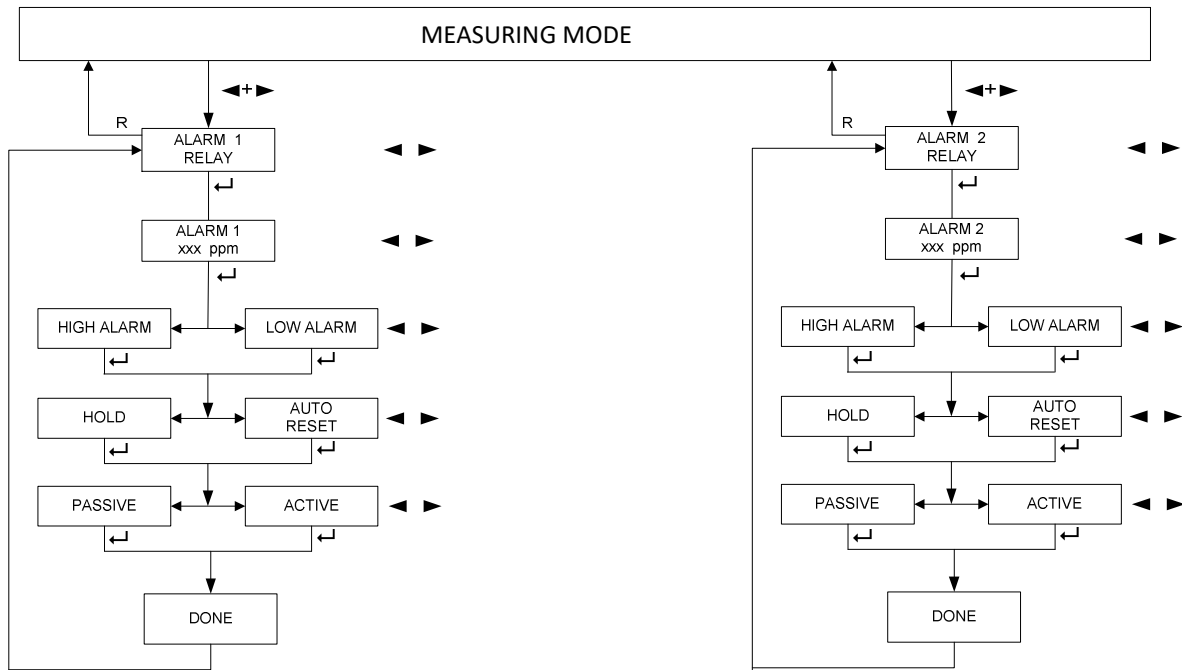 MEASURING MODE
R
ALARM 1
RELAY
ALARM 1
xxx ppm
HIGH ALARM
LOW ALARM
HOLD
AUTO
RESET
PASSIVE
ACTIVE
DONE
R
ALARM 2
RELAY
ALARM 2
xxx ppm
HIGH ALARM
LOW ALARM
HOLD
AUTO
RESET
PASSIVE
ACTIVE
DONE